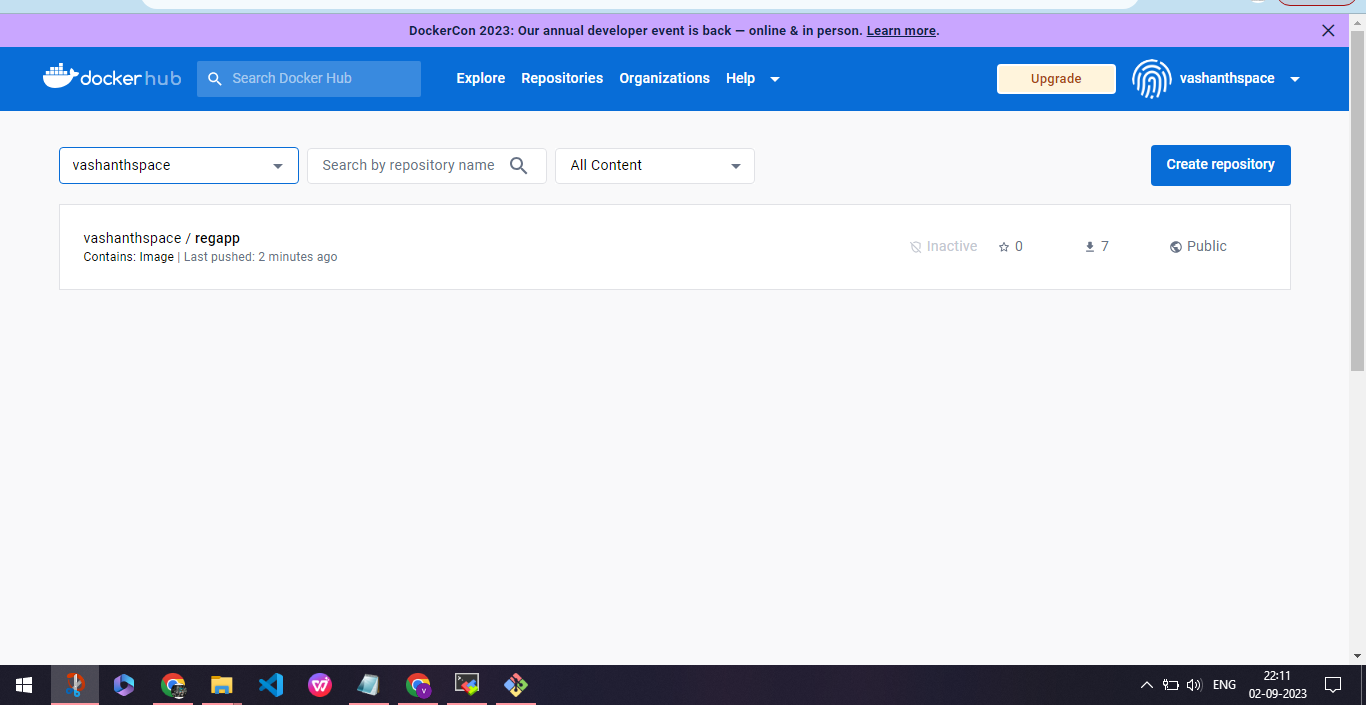 DockerCon 2023: Our annual developer event is back — online & in person. Learn more.
docker hub
Search Docker Hub
Explore Repositories Organizations Help
Upgrade
vashanthspace
vashanthspace
Search by repository name
All Content
Create repository
vashanthspace / regapp
Contains: Image | Last pushed: 2 minutes ago
Inactive
0
7
Public
ENG
22:11
02-09-2023